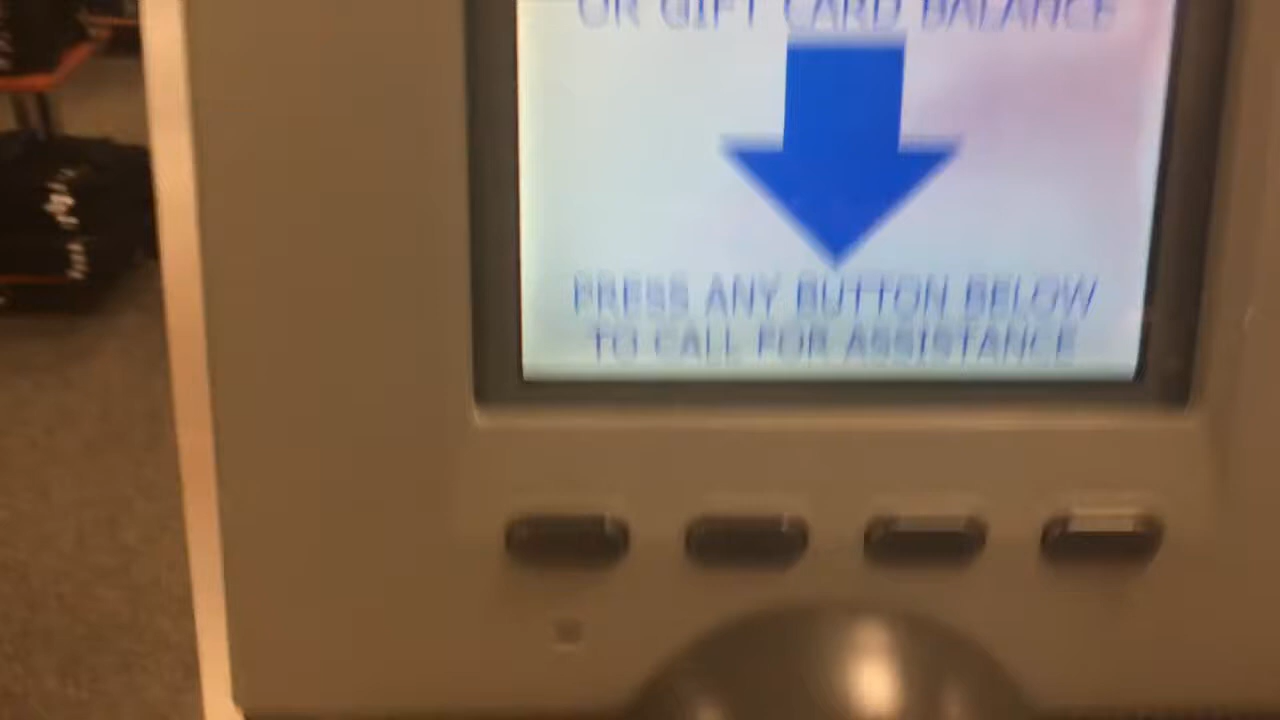 OR GIFT CARD BALANCE
PRESS ANY BUTTON BELOW
TO CALL FOR ASSISTANCE